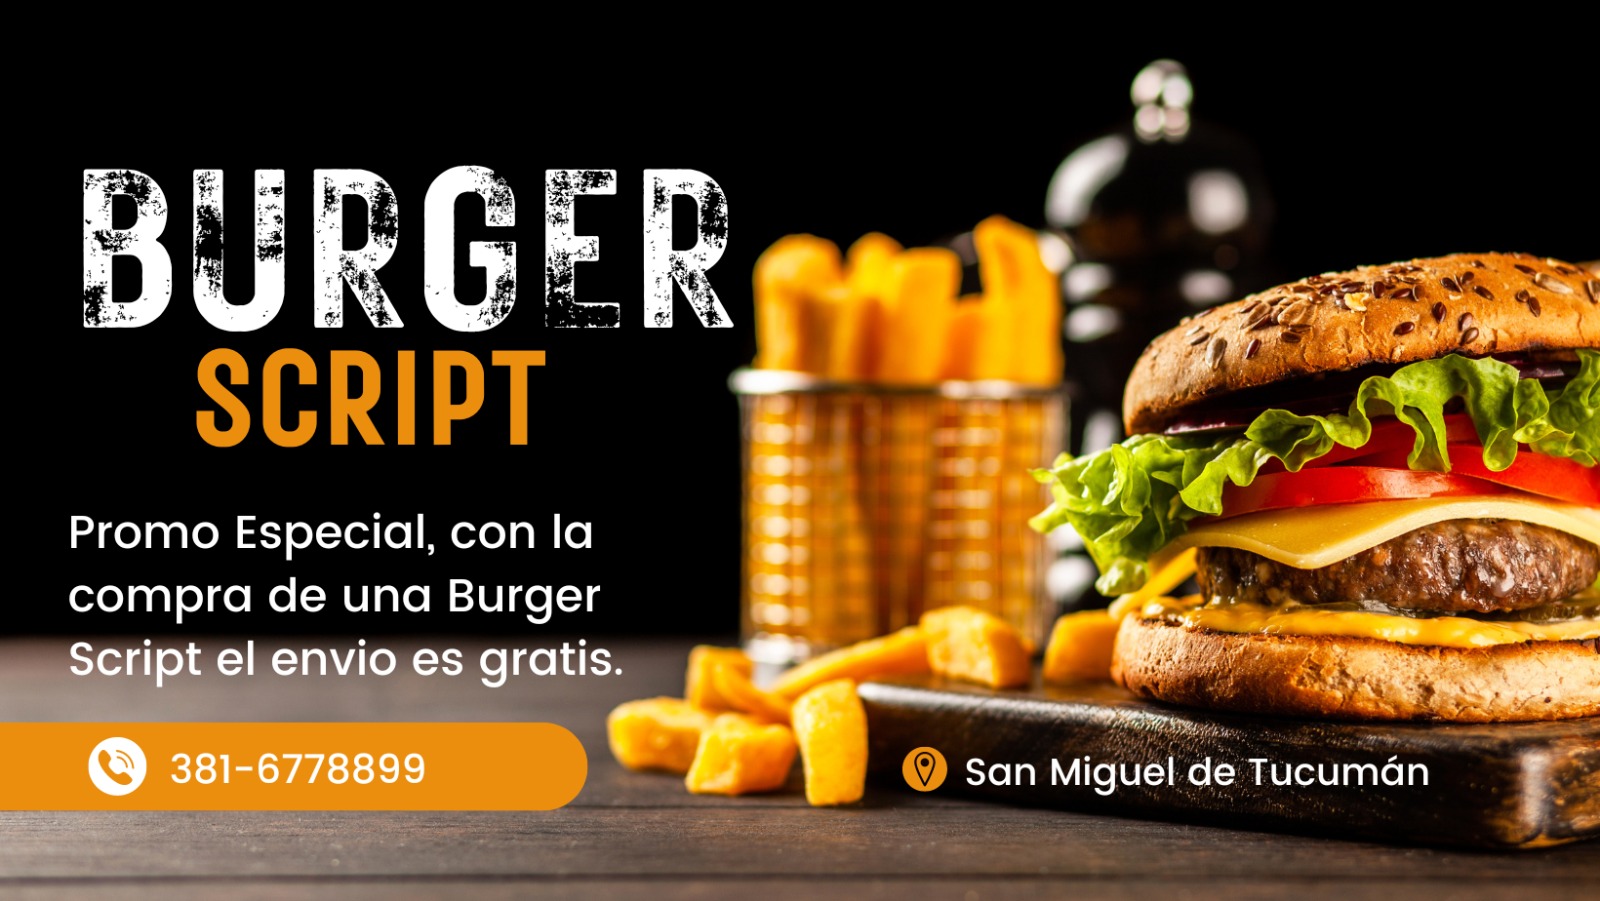 BURGER
SCRIPT
Promo Especial, con la
compra de una Burger
Script el envio es gratis.
381-6778899
San Miguel de Tucumán